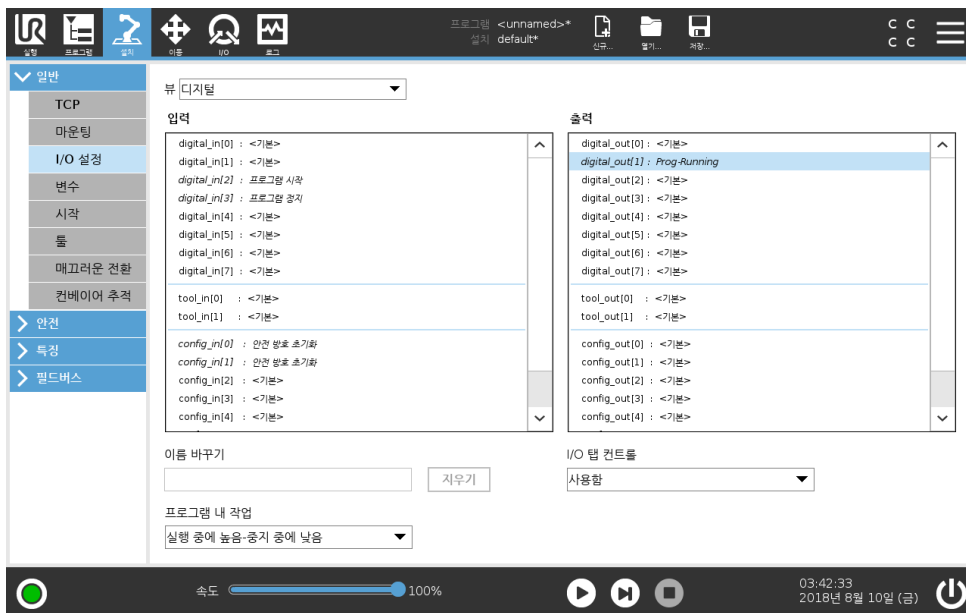 프로그램 <unnamed>*
설치 default*
실행 프로그램 설치 이동 I/O 로그 신규... 열기... 저장...
C C
C C
일반
TCP
마운팅
I/O 설정
변수
시작
툴
매끄러운 전환
컨베이어 추적
안전
특징
필드버스
뷰 디지털
입력
digital_in[0] : <기본>
digital_in[1] : <기본>
digital_in[2] : 프로그램 시작
digital_in[3] : 프로그램 정지
digital_in[4] : <기본>
digital_in[5] : <기본>
digital_in[6] : <기본>
digital_in[7] : <기본>
tool_in[0] : <기본>
tool_in[1] : <기본>
config_in[0] : 안전 방호 초기화
config_in[1] : 안전 방호 초기화
config_in[2] : <기본>
config_in[3] : <기본>
config_in[4] : <기본>
출력
digital_out[0] : <기본>
digital_out[1] : Prog-Running
digital_out[2] : <기본>
digital_out[3] : <기본>
digital_out[4] : <기본>
digital_out[5] : <기본>
digital_out[6] : <기본>
digital_out[7] : <기본>
tool_out[0] : <기본>
tool_out[1] : <기본>
config_out[0] : <기본>
config_out[1] : <기본>
config_out[2] : <기본>
config_out[3] : <기본>
config_out[4] : <기본>
이름 바꾸기
지우기
I/O 탭 컨트롤
사용함
프로그램 내 작업
실행 중에 높음-중지 중에 낮음
속도 100%
03:42:33
2018년 8월 10일 (금)